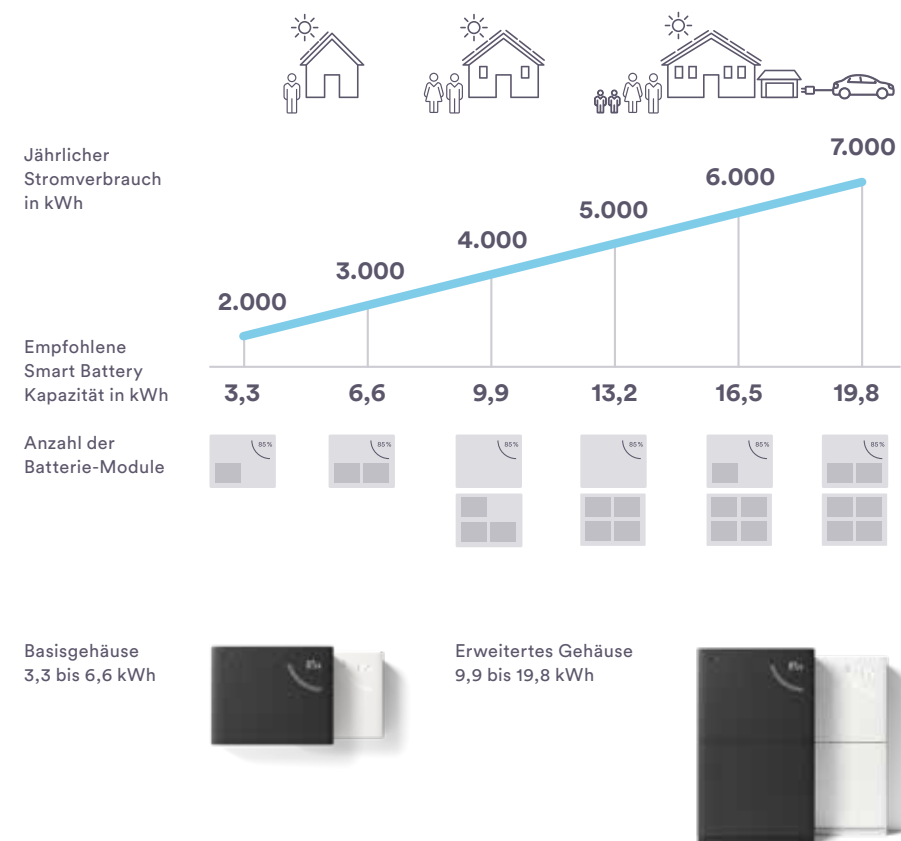 Jährlicher
Stromverbrauch
in kWh
2.000
3.000
4.000
5.000
6.000
7.000
Empfohlene
Smart Battery
Kapazität in kWh
3,3
6,6
9,9
13,2
16,5
19,8
Anzahl der
Batterie-Module
85%
85%
85%
85%
85%
85%
Basisgehäuse
3,3 bis 6,6 kWh
Erweitertes Gehäuse
9,9 bis 19,8 kWh